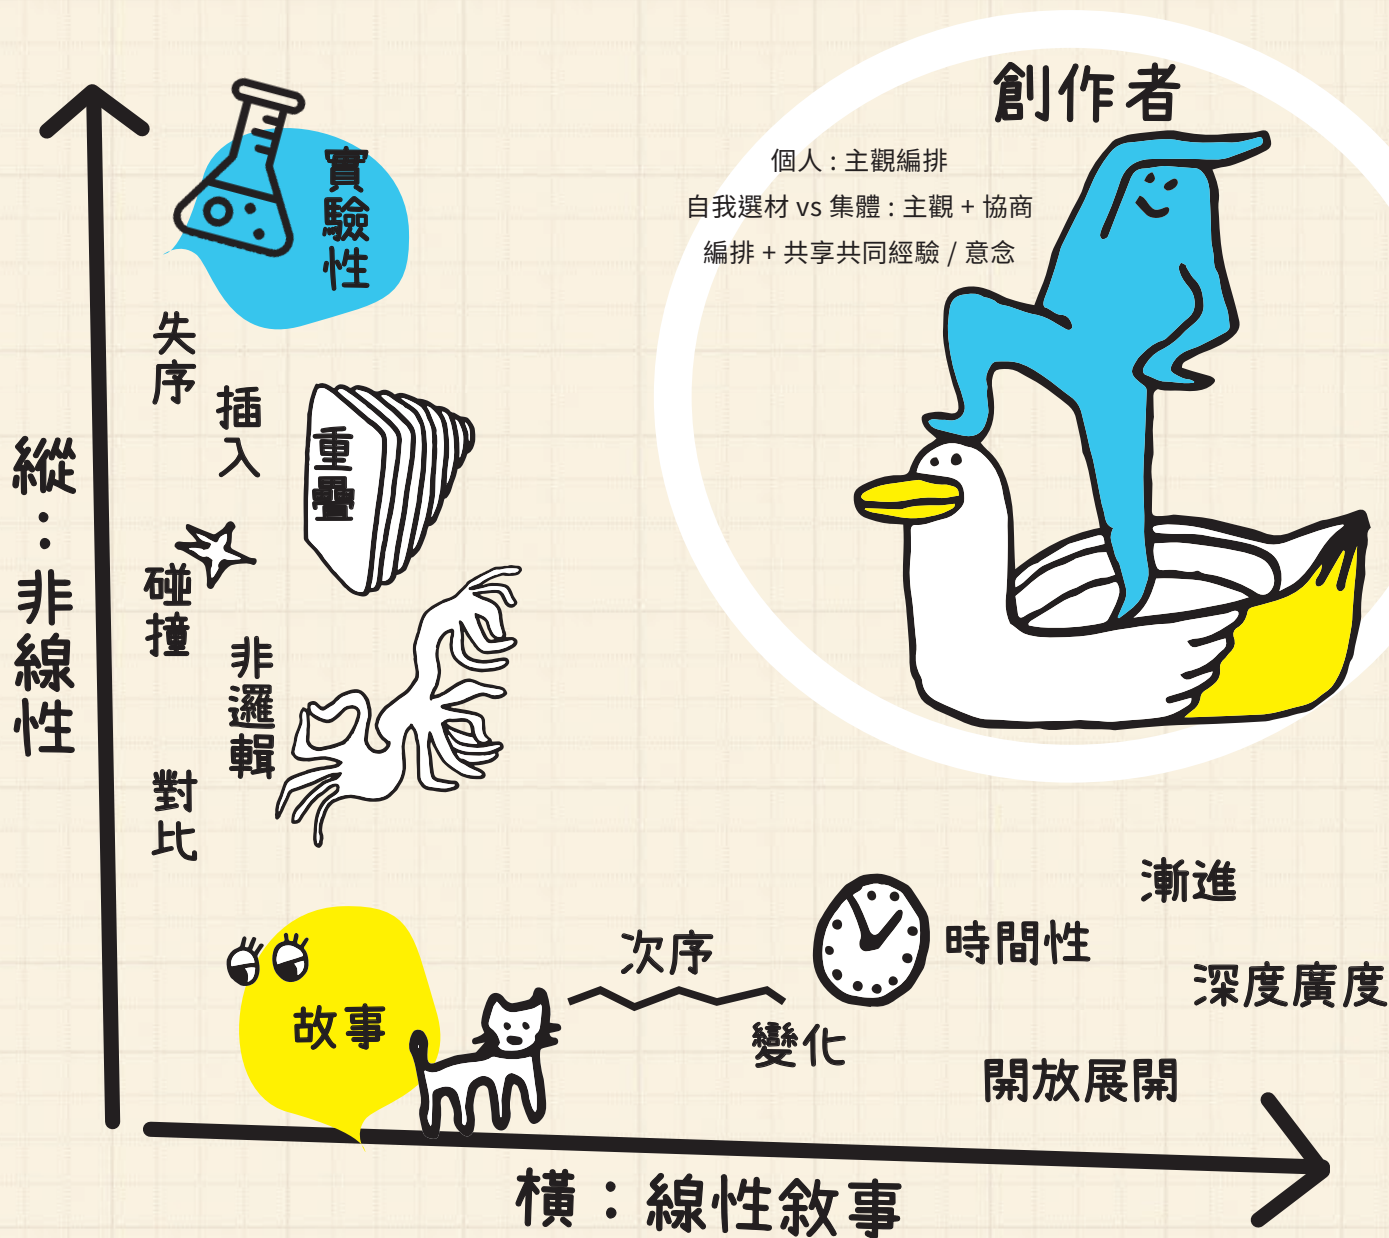 創作者
個人 : 主觀編排
自我選材 vs 集體 : 主觀 + 協商
編排 + 共享共同經驗 / 意念
實驗性
縱：非線性
失序
插入
重疊
碰撞
非邏輯
對比
故事
次序
變化
時間性
漸進
深度廣度
開放展開
橫：線性敘事